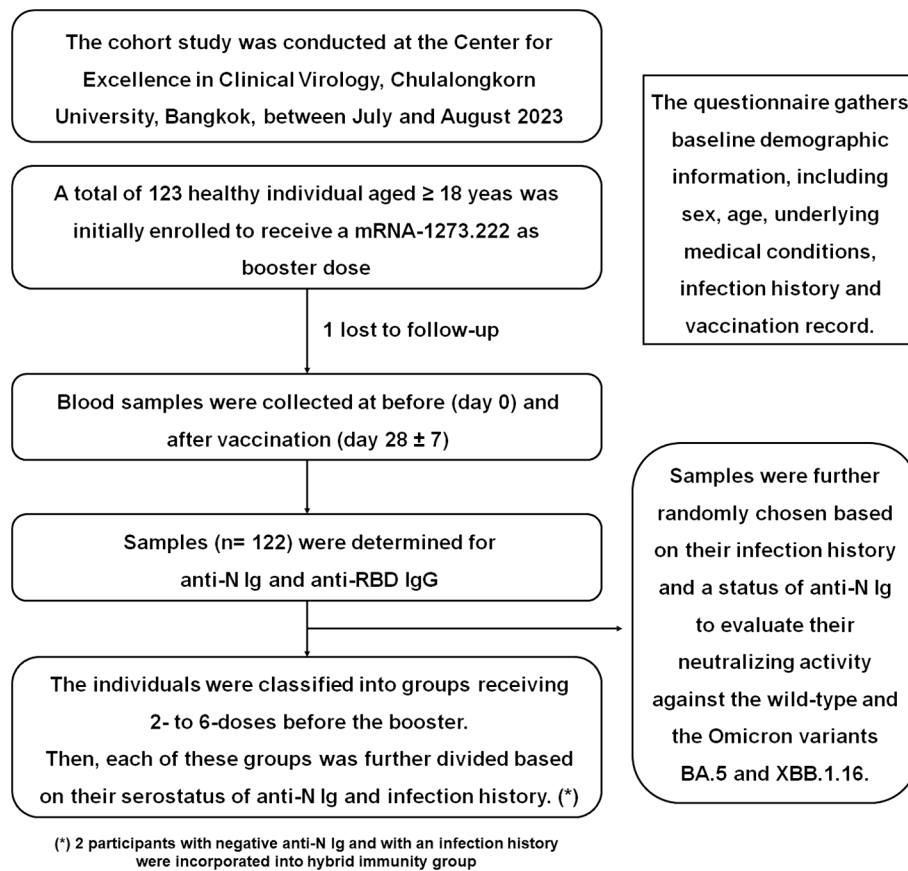 The cohort study was conducted at the Center for
Excellence in Clinical Virology, Chulalongkorn
University, Bangkok, between July and August 2023
The questionnaire gathers
baseline demographic
information, including
sex, age, underlying
medical conditions,
infection history and
vaccination record.
A total of 123 healthy individual aged ≥ 18 yeas was
initially enrolled to receive a mRNA-1273.222 as
booster dose
1 lost to follow-up
Blood samples were collected at before (day 0) and
after vaccination (day 28 ± 7)
Samples (n= 122) were determined for
anti-N Ig and anti-RBD IgG
Samples were further
randomly chosen based
on their infection history
and a status of anti-N Ig
to evaluate their
neutralizing activity
against the wild-type and
the Omicron variants
BA.5 and XBB.1.16.
The individuals were classified into groups receiving
2- to 6-doses before the booster.
Then, each of these groups was further divided based
on their serostatus of anti-N Ig and infection history. (*)
(*) 2 participants with negative anti-N Ig and with an infection history
were incorporated into hybrid immunity group